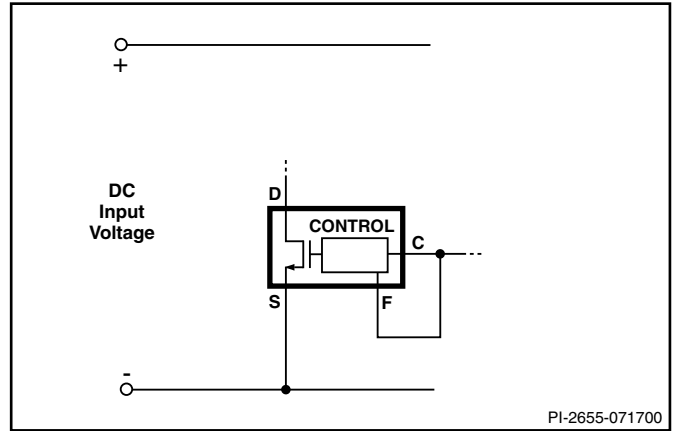 +
DC
Input
Voltage
D
CONTROL
C
S
F
-
PI-2655-071700